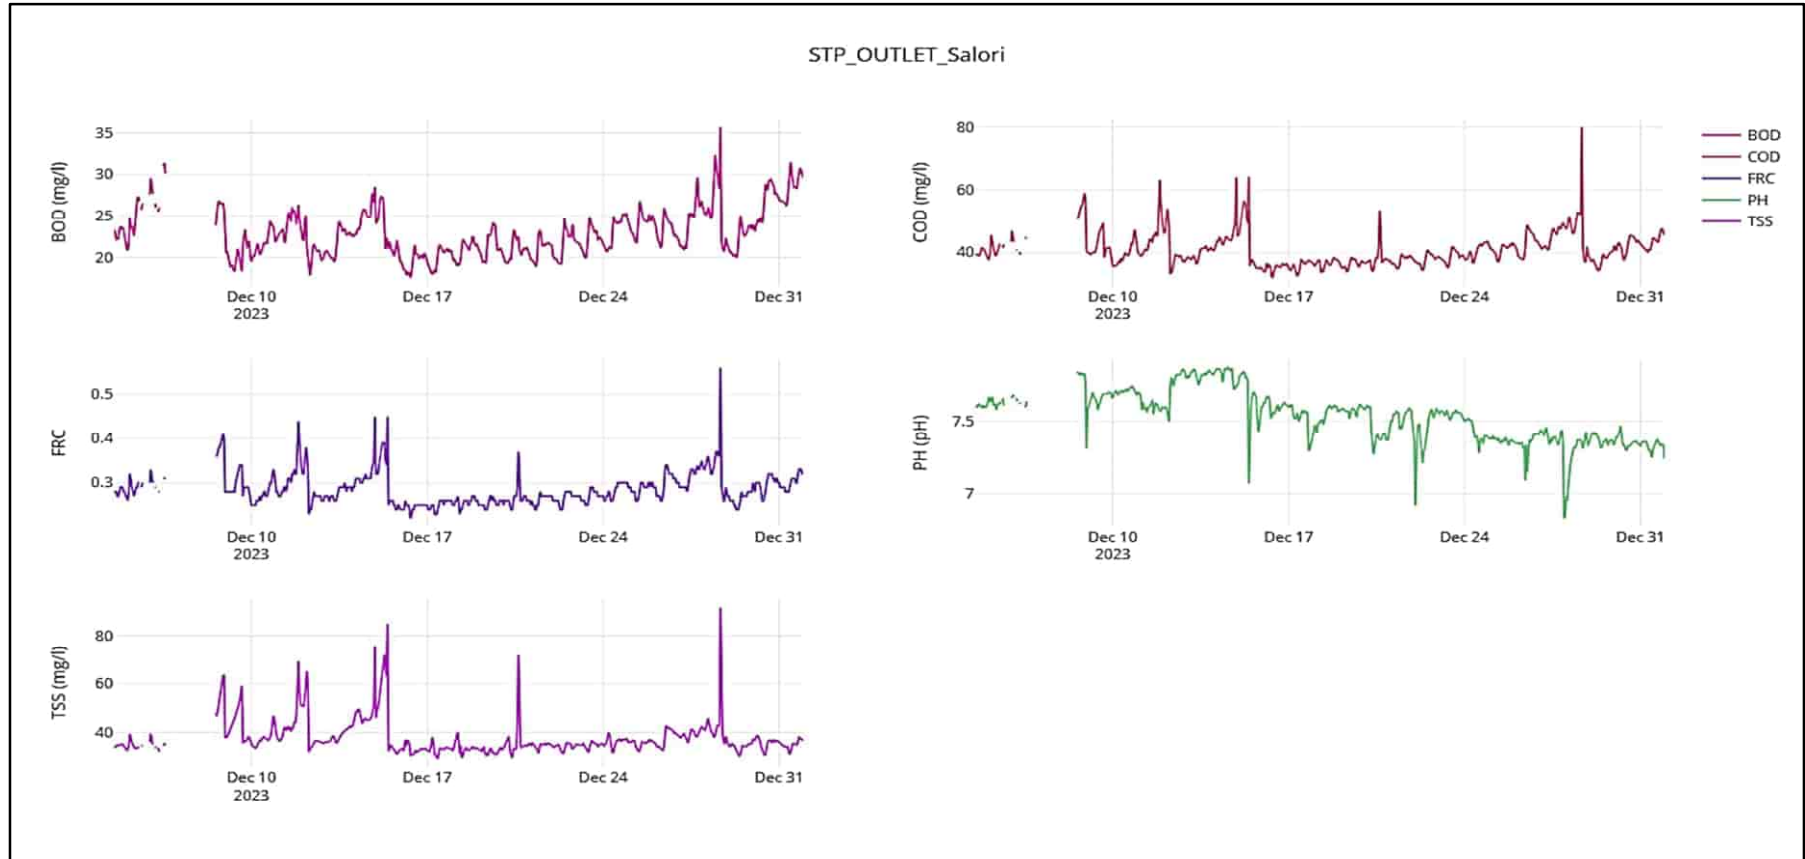 STP_OUTLET_Salori
BOD (mg/l)
35
30
25
20
Dec 10
2023
Dec 17
Dec 24
Dec 31
COD (mg/l)
80
60
40
Dec 10
2023
Dec 17
Dec 24
Dec 31
BOD
COD
FRC
PH
TSS
FRC
0.5
0.4
0.3
Dec 10
2023
Dec 17
Dec 24
Dec 31
PH (pH)
7.5
7
Dec 10
2023
Dec 17
Dec 24
Dec 31
TSS (mg/l)
80
60
40
Dec 10
2023
Dec 17
Dec 24
Dec 31